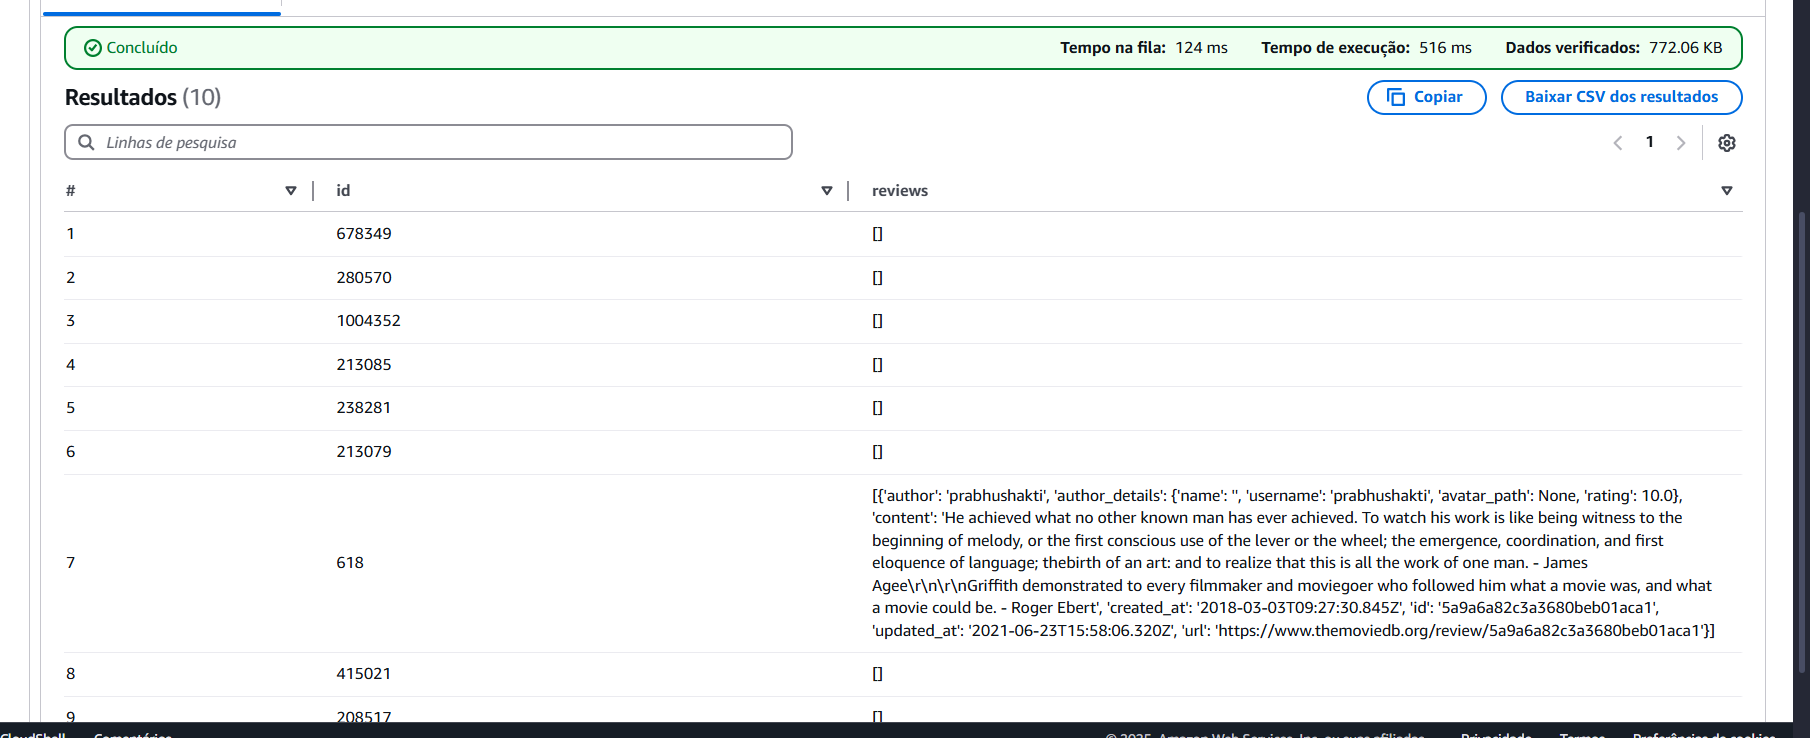 Concluído
Tempo na fila: 124 ms Tempo de execução: 516 ms Dados verificados: 772.06 KB
Resultados (10)
Copiar
Baixar CSV dos resultados
Linhas de pesquisa
1
# id reviews
1 678349 []
2 280570 []
3 1004352 []
4 213085 []
5 238281 []
6 213079 []
[{'author': 'prabhushakti', 'author_details': {'name': '', 'username': 'prabhushakti', 'avatar_path': None, 'rating': 10.0},
'content': 'He achieved what no other known man has ever achieved. To watch his work is like being witness to the
beginning of melody, or the first conscious use of the lever or the wheel; the emergence, coordination, and first
7 618 eloquence of language; thebirth of an art: and to realize that this is all the work of one man. - James
Agee\r\n\r\nGriffith demonstrated to every filmmaker and moviegoer who followed him what a movie was, and what
a movie could be. - Roger Ebert', 'created_at': '2018-03-03T09:27:30.845Z', 'id': '5a9a6a82c3a3680beb01aca1',
'updated_at': '2021-06-23T15:58:06.320Z', 'url': 'https://www.themoviedb.org/review/5a9a6a82c3a3680beb01aca1'}]
8 415021 []
9 208517 []
CloudShell Comentários © 2025, Amazon Web Services, Inc. ou suas afiliadas. Privacidade Termos Preferências de cookies